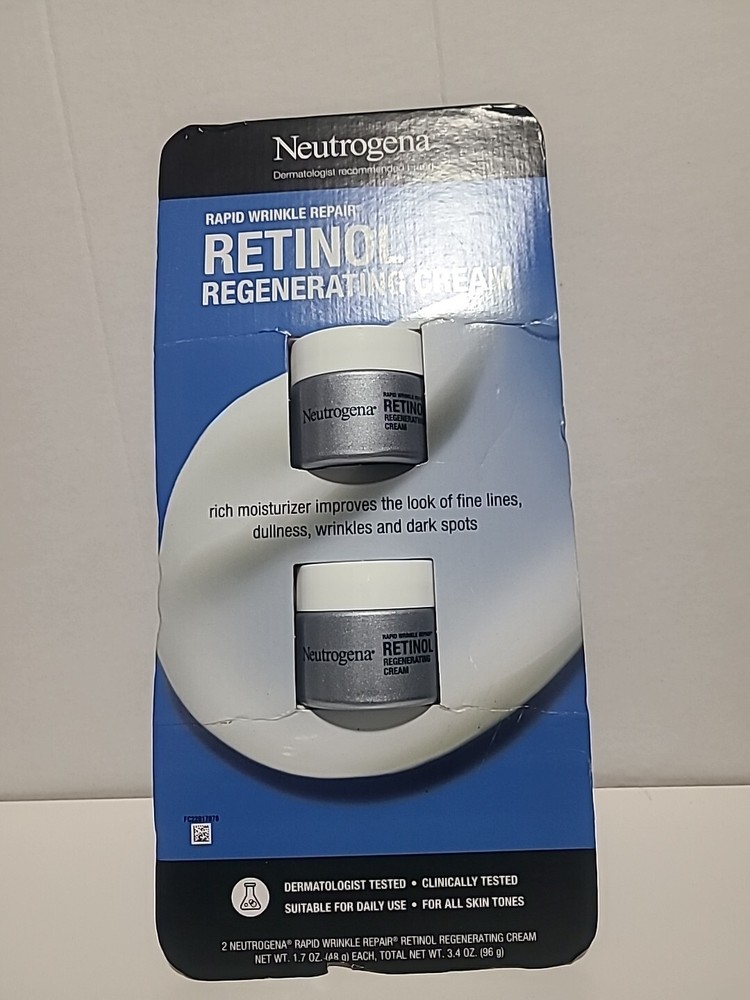 Neutrogena
Dermatologist recommended brand
RAPID WRINKLE REPAIR®
RETINOL
REGENERATING CREAM
Neutrogena®
RAPID WRINKLE
RETINOL
REGENERATING
CREAM
rich moisturizer improves the look of fine lines,
dullness, wrinkles and dark spots
Neutrogena®
RAPID WRINKLE REPAIR®
RETINOL
REGENERATING
CREAM
DERMATOLOGIST TESTED • CLINICALLY TESTED
SUITABLE FOR DAILY USE • FOR ALL SKIN TONES
2 NEUTROGENA® RAPID WRINKLE REPAIR® RETINOL REGENERATING CREAM
NET WT. 1.7 OZ. (48 g) EACH, TOTAL NET WT. 3.4 OZ. (96 g)